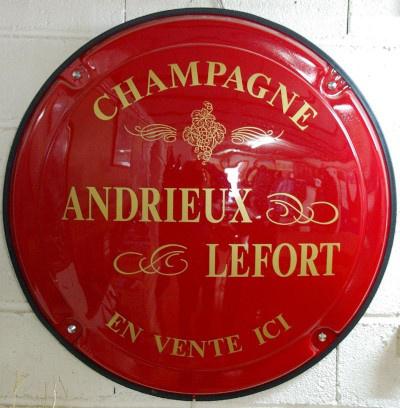 CHAMPAGNE
ANDRIEUX
LEFORT
EN VENTE ICI